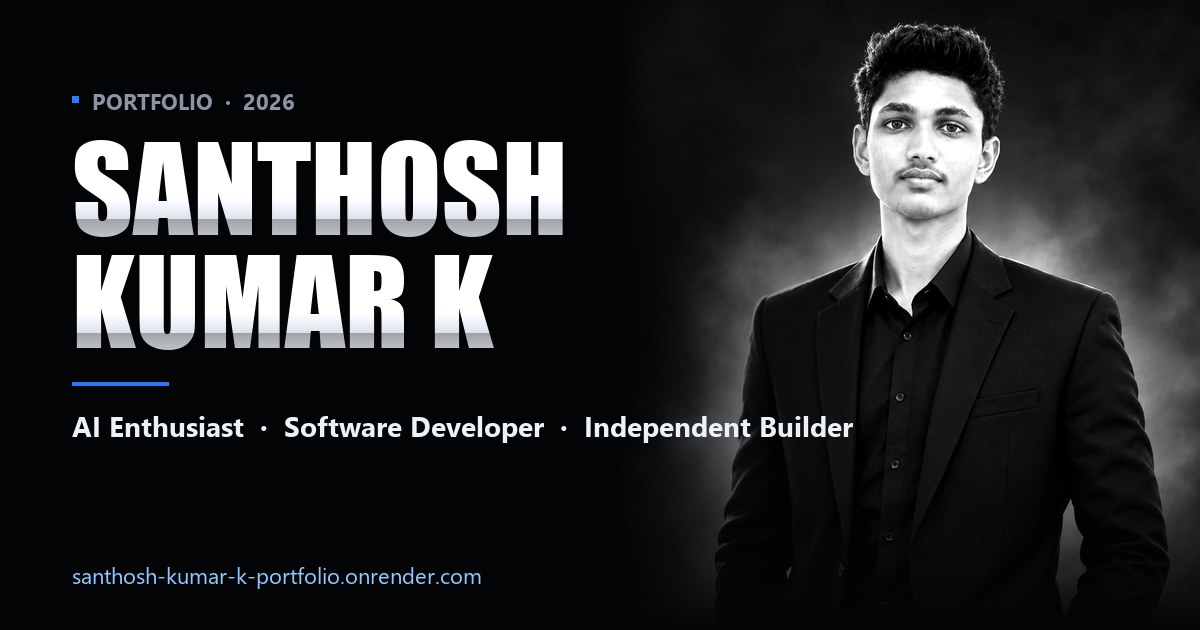 PORTFOLIO · 2026
SANTHOSH
KUMAR K
AI Enthusiast · Software Developer · Independent Builder
santhosh-kumar-k-portfolio.onrender.com